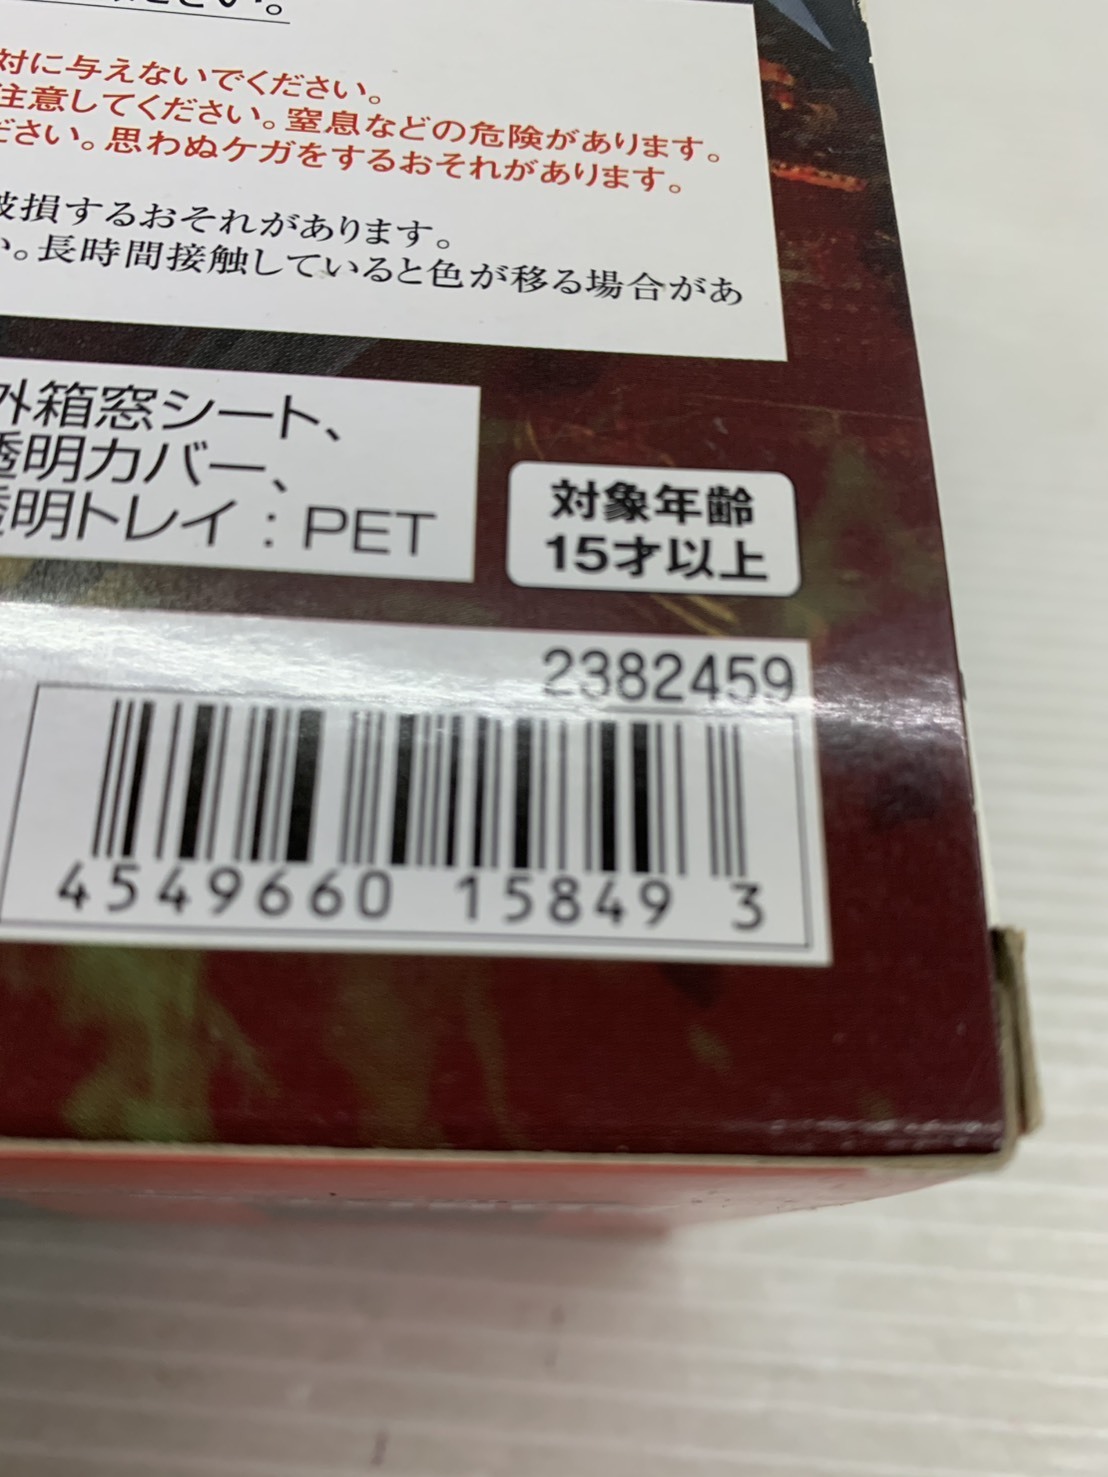 ださい。
対に与えないでください。
注意してください。窒息などの危険があります。
ださい。思わぬケガをするおそれがあります。
破損するおそれがあります。
い。長時間接触していると色が移る場合があ
外箱窓シート、
透明カバー、
透明トレイ：PET
対象年齢
15才以上
2382459
4549660 15849 3